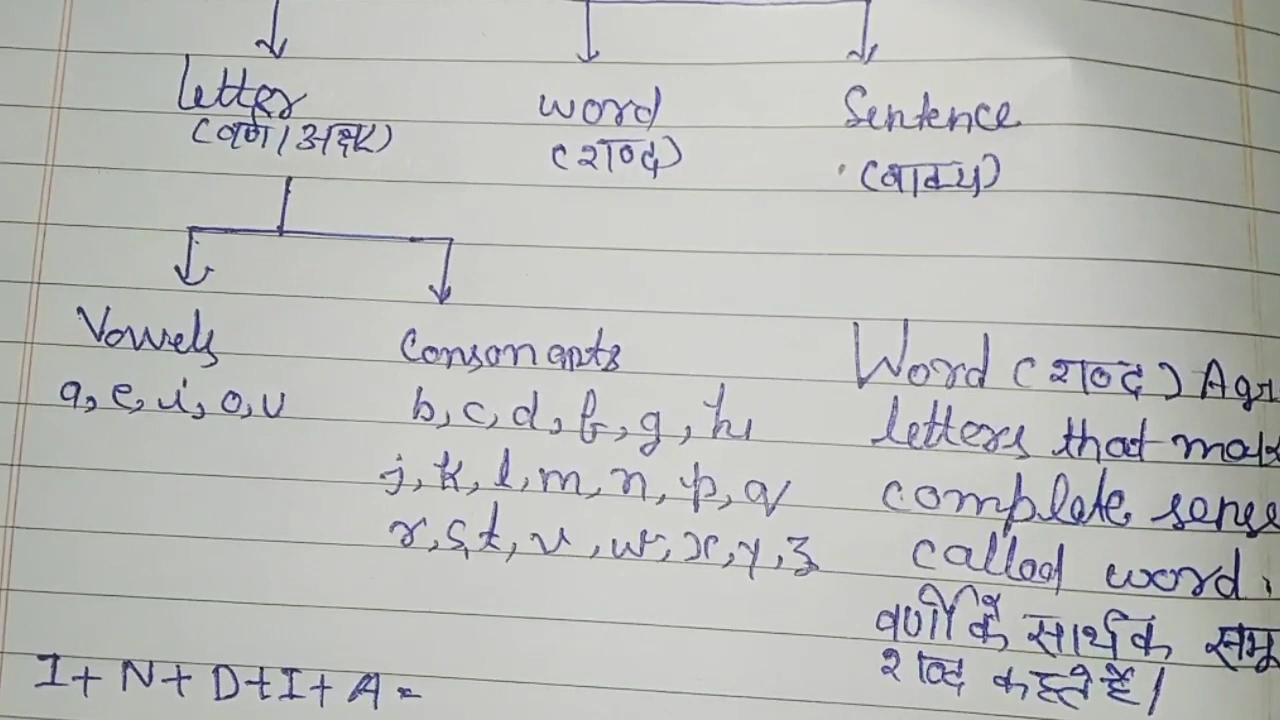 Letter
(वर्ण/अक्षर)
word
(शब्द)
Sentence
(वाक्य)
Vowels
a, e, i, o, u
Consonants
b, c, d, f, g, h
j, k, l, m, n, p, q
r, s, t, v, w, x, y, z
Word (शब्द) A
letters that
complete sense
called word.
वर्णों के सार्थक
शब्द कहते हैं।
I + N + D + I + A =